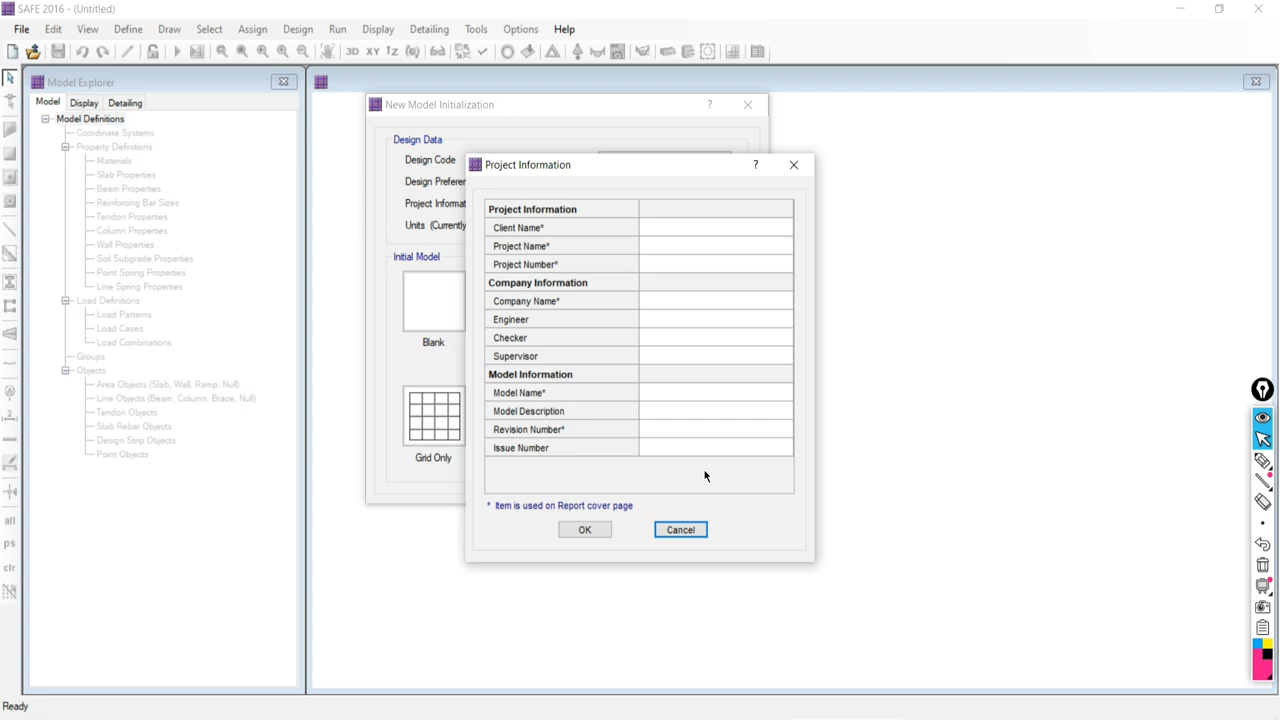 SAFE 2016 - (Untitled)
File Edit View Define Draw Select Assign Design Run Display Detailing Tools Options Help
3D XY
Model Explorer
Model Display Detailing
Model Definitions
Coordinate Systems
Property Definitions
Materials
Slab Properties
Beam Properties
Reinforcing Bar Sizes
Tendon Properties
Column Properties
Wall Properties
Soil Subgrade Properties
Point Spring Properties
Line Spring Properties
Load Definitions
Load Patterns
Load Cases
Load Combinations
Groups
Objects
Area Objects (Slab, Wall, Ramp, Null)
Line Objects (Beam, Column, Brace, Null)
Tendon Objects
Slab Rebar Objects
Design Strip Objects
Point Objects
all
ps
clr
New Model Initialization ?
Design Data
Design Code
Design Preferen
Project Informat
Units (Currently
Initial Model
Blank
Grid Only
Project Information ?
Project Information
Client Name*
Project Name*
Project Number*
Company Information
Company Name*
Engineer
Checker
Supervisor
Model Information
Model Name*
Model Description
Revision Number*
Issue Number
* Item is used on Report cover page
OK Cancel
Ready